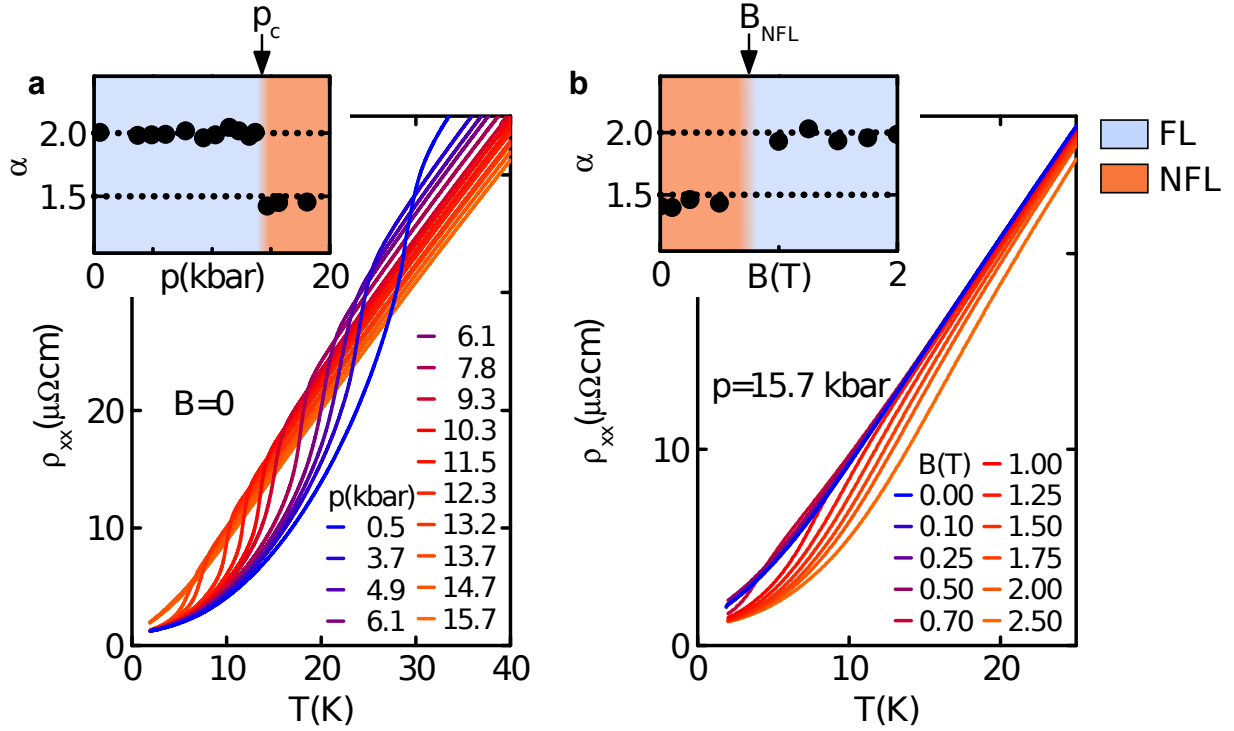 p_c
B_NFL
a
2.0
1.5
α
0
p(kbar)
20
b
2.0
1.5
α
0
B(T)
2
FL
NFL
ρ_xx(μΩcm)
20
10
0
B=0
p(kbar)
0.5
3.7
4.9
6.1
6.1
7.8
9.3
10.3
11.5
12.3
13.2
13.7
14.7
15.7
0 10 20 30 40
T(K)
ρ_xx(μΩcm)
10
0
p=15.7 kbar
B(T)
0.00
0.10
0.25
0.50
0.70
1.00
1.25
1.50
1.75
2.00
2.50
0 10 20
T(K)